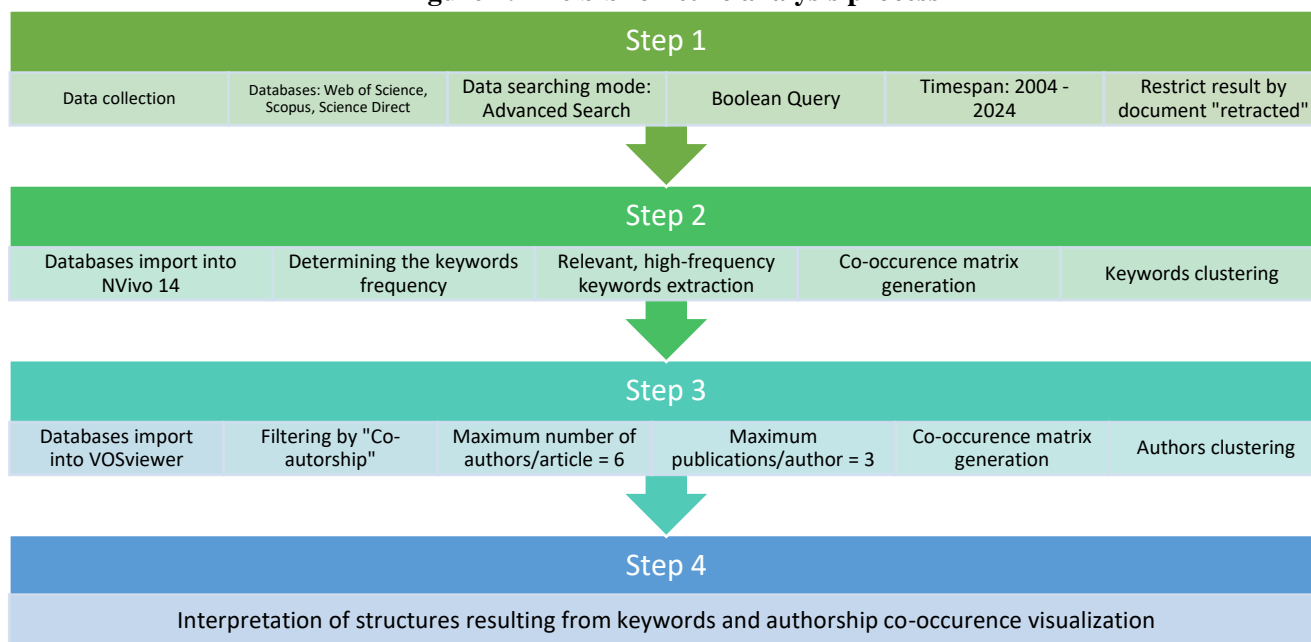 Step 1
Data collection
Databases: Web of Science,
Scopus, Science Direct
Data searching mode:
Advanced Search
Boolean Query
Timespan: 2004 -
2024
Restrict result by
document "retracted"
Step 2
Databases import into
NVivo 14
Determining the keywords
frequency
Relevant, high-frequency
keywords extraction
Co-occurence matrix
generation
Keywords clustering
Step 3
Databases import
into VOSviewer
Filtering by "Co-
autorship"
Maximum number of
authors/article = 6
Maximum
publications/author = 3
Co-occurence matrix
generation
Authors clustering
Step 4
Interpretation of structures resulting from keywords and authorship co-occurence visualization